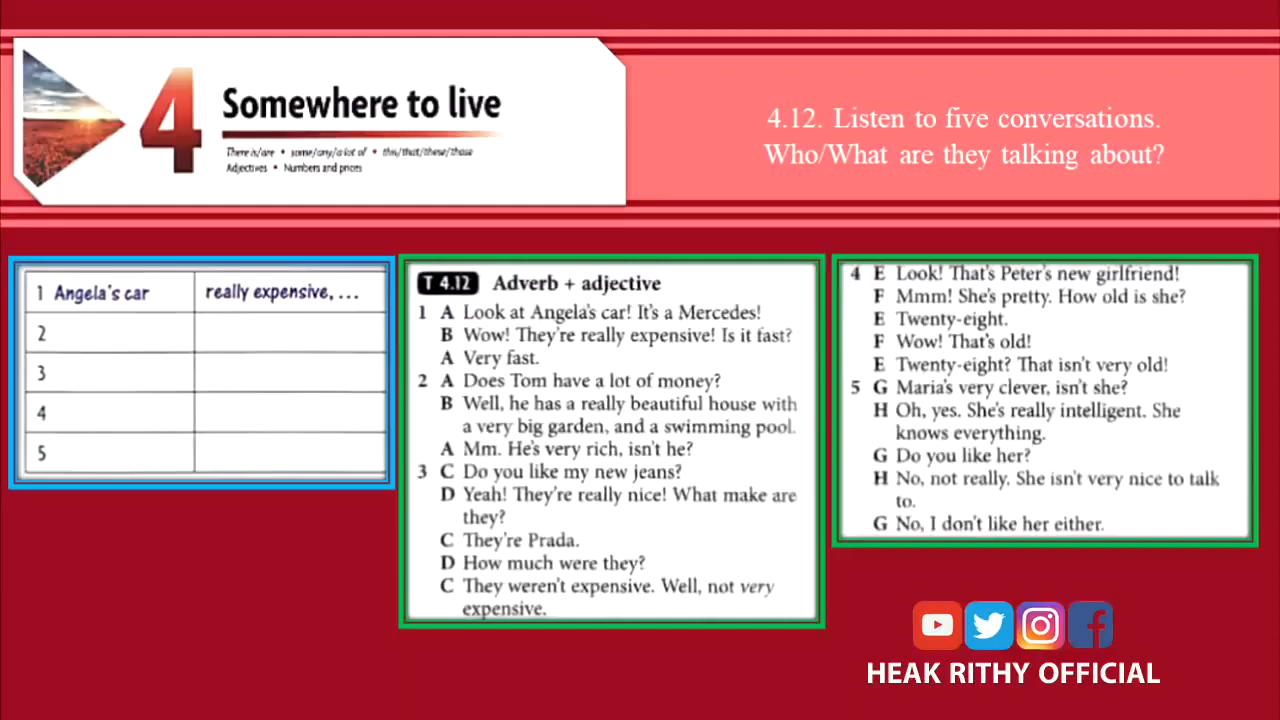 4
Somewhere to live
There is/are • some/any/a lot of • this/that/these/those
Adjectives • Numbers and prices
4.12. Listen to five conversations.
Who/What are they talking about?
1 Angela's car really expensive, ...
2
3
4
5
T 4.12 Adverb + adjective
1 A Look at Angela's car! It's a Mercedes!
B Wow! They're really expensive! Is it fast?
A Very fast.
2 A Does Tom have a lot of money?
B Well, he has a really beautiful house with
a very big garden, and a swimming pool.
A Mm. He's very rich, isn't he?
3 C Do you like my new jeans?
D Yeah! They're really nice! What make are
they?
C They're Prada.
D How much were they?
C They weren't expensive. Well, not very
expensive.
4 E Look! That's Peter's new girlfriend!
F Mmm! She's pretty. How old is she?
E Twenty-eight.
F Wow! That's old!
E Twenty-eight? That isn't very old!
5 G Maria's very clever, isn't she?
H Oh, yes. She's really intelligent. She
knows everything.
G Do you like her?
H No, not really. She isn't very nice to talk
to.
G No, I don't like her either.
HEAK RITHY OFFICIAL